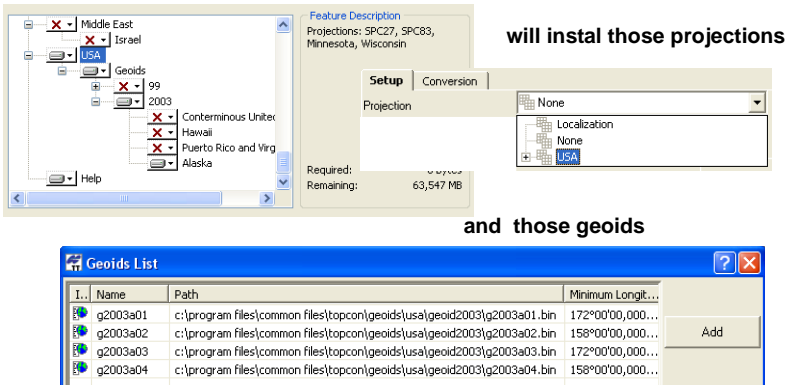 Middle East
Israel
USA
Geoids
99
2003
Conterminous United
Hawaii
Puerto Rico and Virg
Alaska
Help
Feature Description
Projections: SPC27, SPC83,
Minnesota, Wisconsin
Required: 0 bytes
Remaining: 63,547 MB
will instal those projections
Setup Conversion
Projection
None
Localization
None
USA
and those geoids
Geoids List
I.. Name Path Minimum Longit...
g2003a01 c:\program files\common files\topcon\geoids\usa\geoid2003\g2003a01.bin 172°00'00,000...
g2003a02 c:\program files\common files\topcon\geoids\usa\geoid2003\g2003a02.bin 158°00'00,000...
g2003a03 c:\program files\common files\topcon\geoids\usa\geoid2003\g2003a03.bin 172°00'00,000...
g2003a04 c:\program files\common files\topcon\geoids\usa\geoid2003\g2003a04.bin 158°00'00,000...
Add